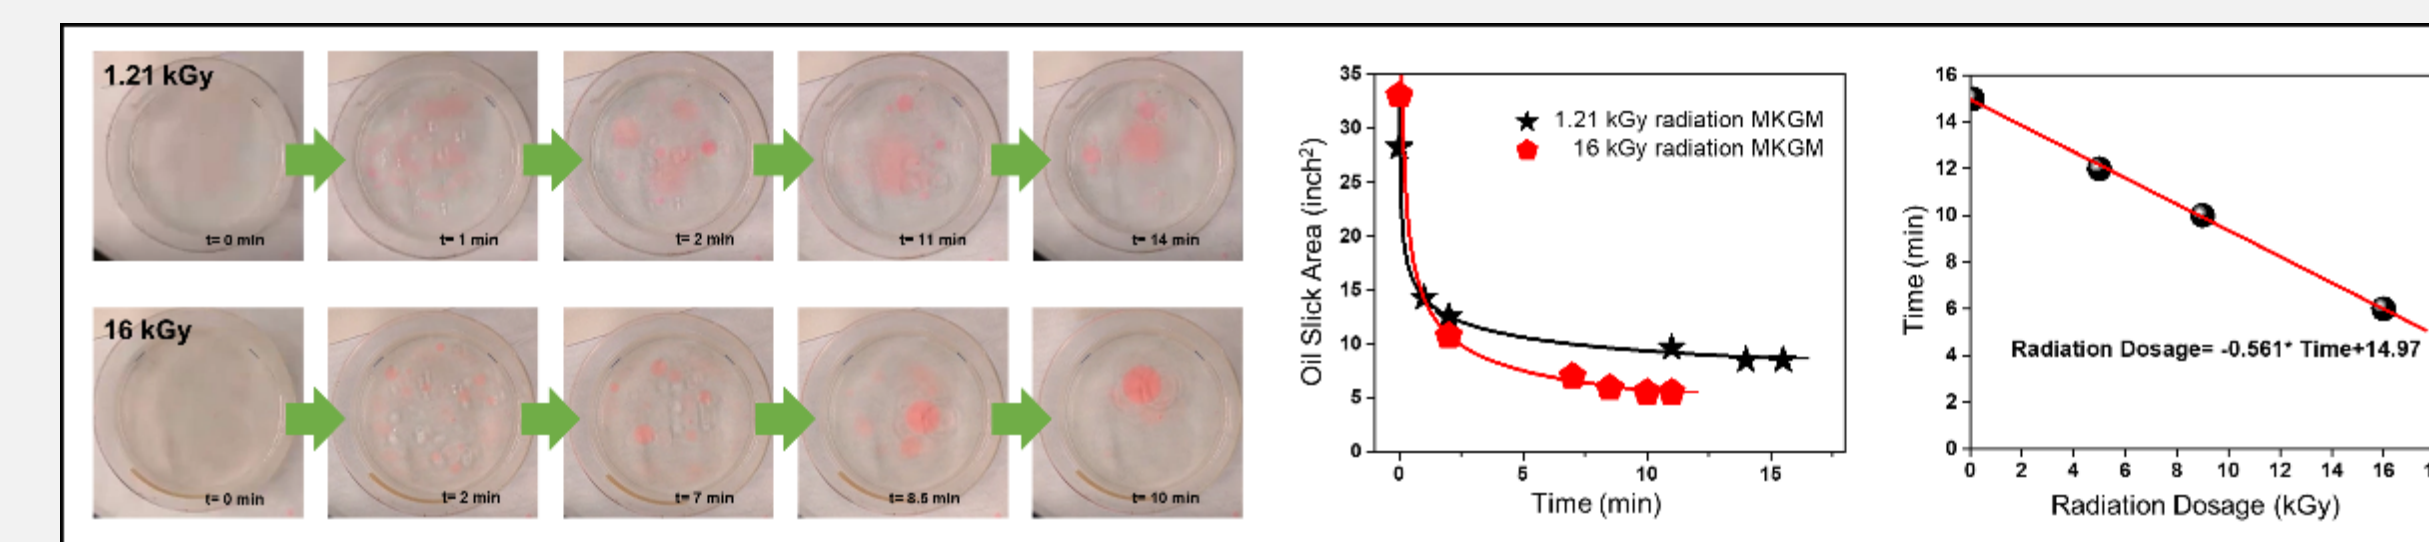 1.21 kGy
t= 0 min
t= 1 min
t= 2 min
t= 11 min
t= 14 min
16 kGy
t= 0 min
t= 2 min
t= 7 min
t= 8.5 min
t= 10 min
35
30
25
20
15
10
5
0
Oil Slick Area (inch²)
1.21 kGy radiation MKGM
16 kGy radiation MKGM
0 5 10 15
Time (min)
16
14
12
10
8
6
4
2
0
Time (min)
Radiation Dosage= -0.561* Time+14.97
0 2 4 6 8 10 12 14 16
Radiation Dosage (kGy)